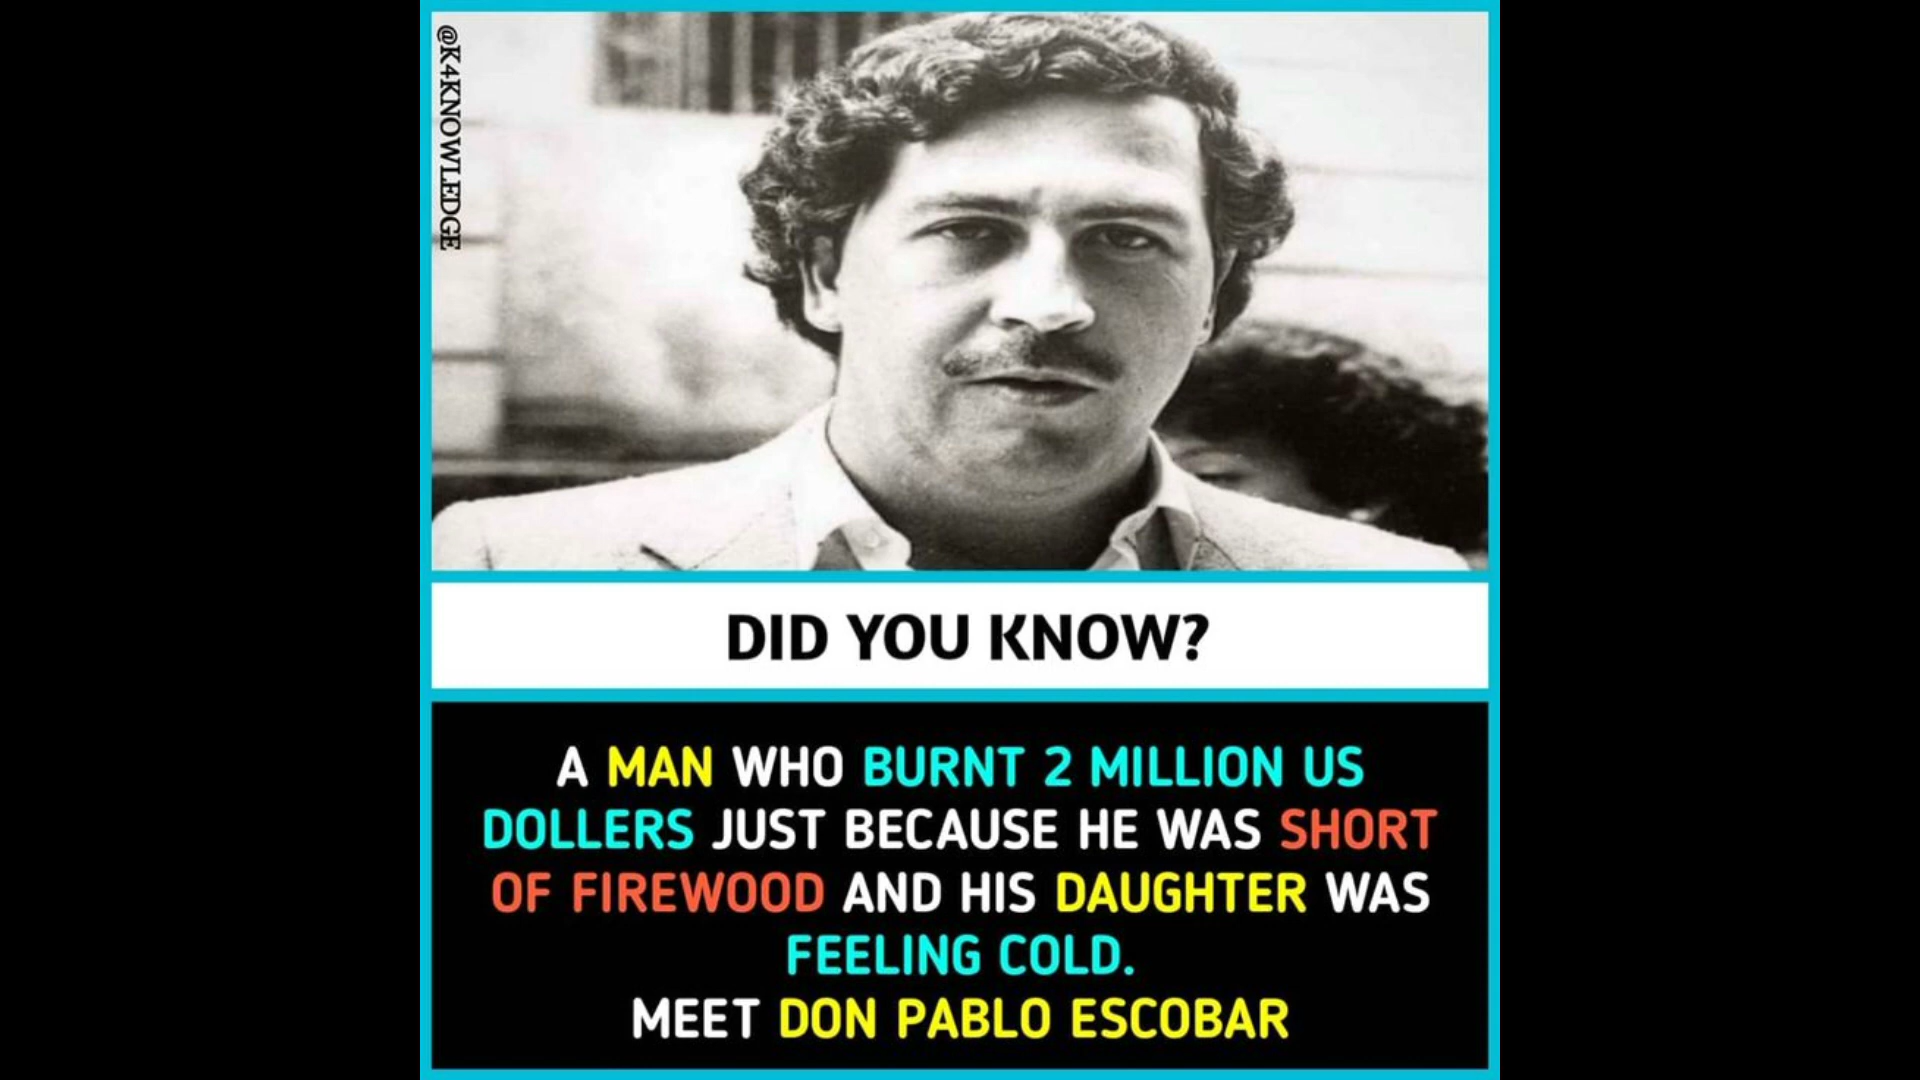 @K4KNOWLEDGE
DID YOU KNOW?
A MAN WHO BURNT 2 MILLION US
DOLLERS JUST BECAUSE HE WAS SHORT
OF FIREWOOD AND HIS DAUGHTER WAS
FEELING COLD.
MEET DON PABLO ESCOBAR